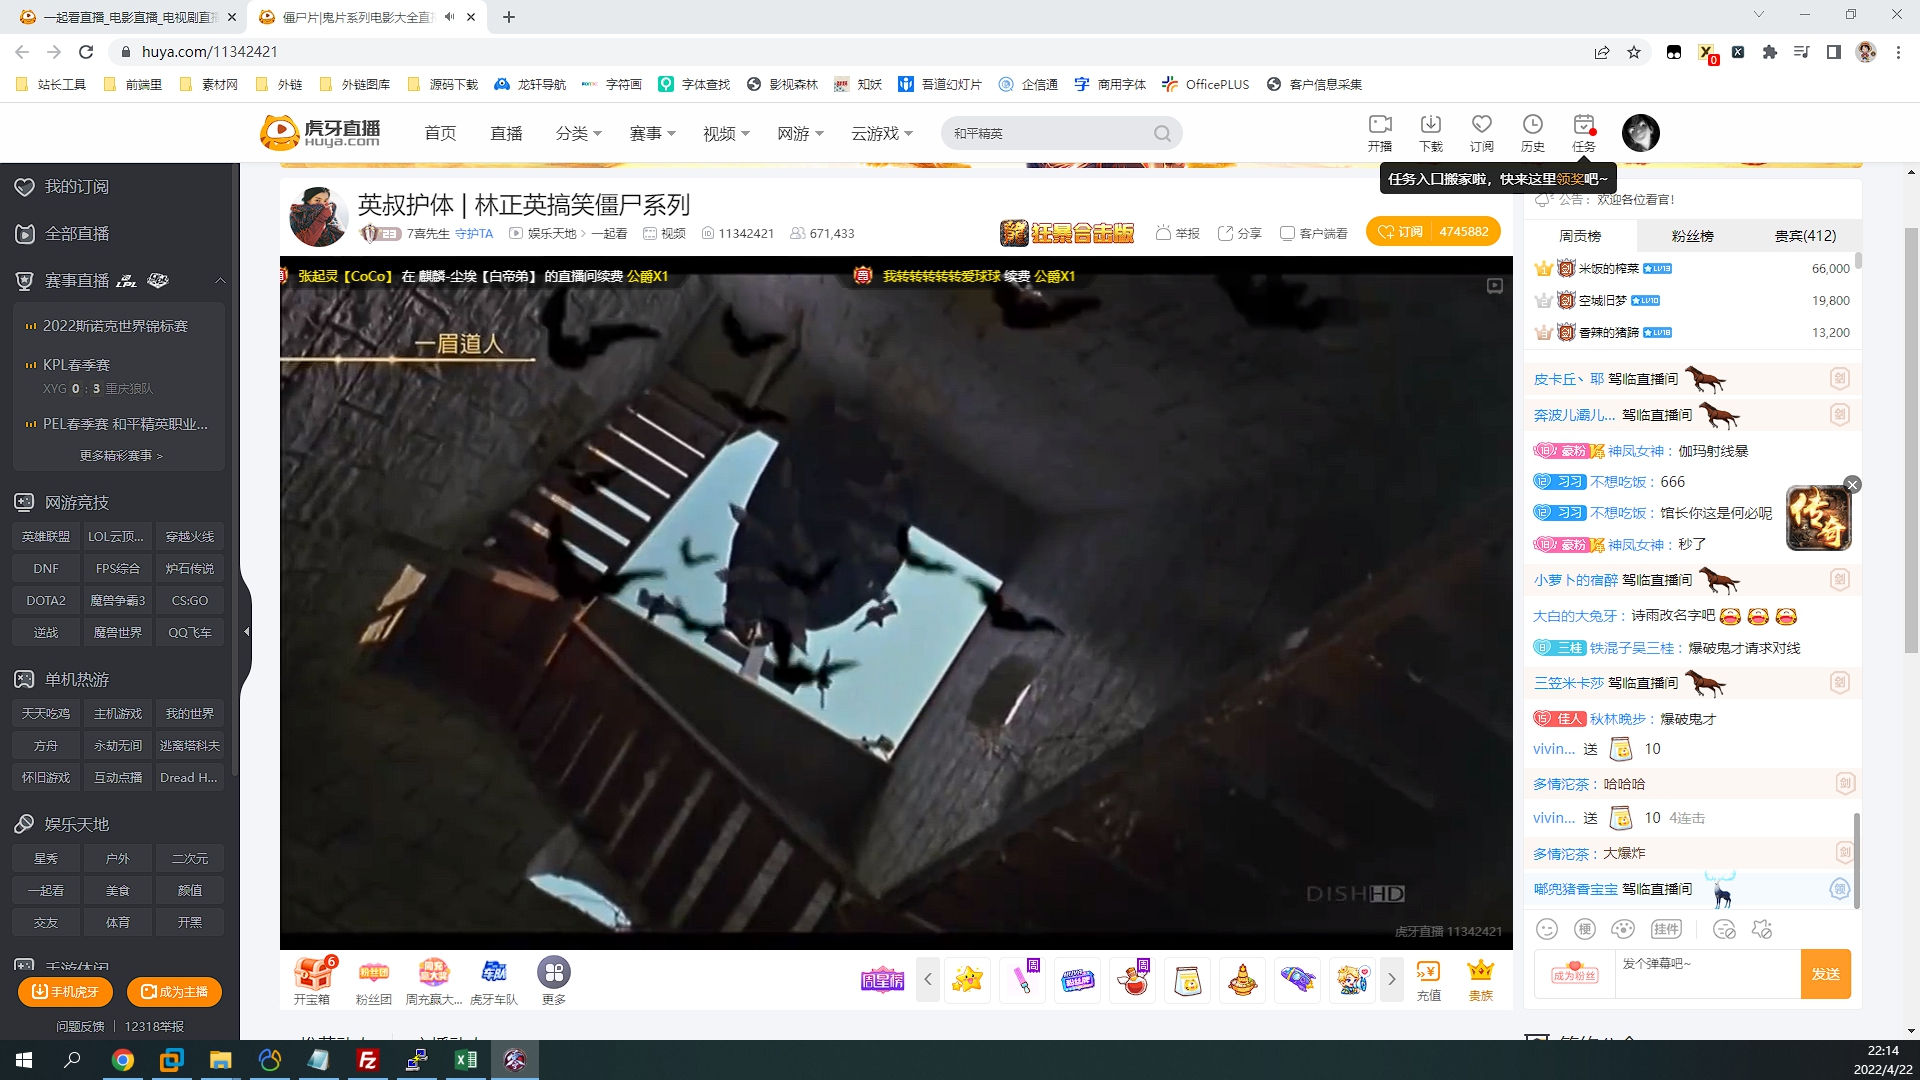 一起看直播_电影直播_电视剧直播
僵尸片|鬼片系列电影大全直播
huya.com/11342421
站长工具 前端里 素材网 外链 外链图库 源码下载 龙轩导航 字符画 字体查找 影视森林 知妖 吾道幻灯片 企信通 商用字体 OfficePLUS 客户信息采集
虎牙直播
HUYA.com
首页 直播 分类 赛事 视频 网游 云游戏
和平精英
开播 下载 订阅 历史 任务
任务入口搬家啦，快来这里领奖吧~
我的订阅
全部直播
赛事直播 LPL
2022斯诺克世界锦标赛
KPL春季赛
XYG 0 : 3 重庆狼队
PEL春季赛 和平精英职业...
更多精彩赛事 >
网游竞技
英雄联盟 LOL云顶... 穿越火线
DNF FPS综合 炉石传说
DOTA2 魔兽争霸3 CS:GO
逆战 魔兽世界 QQ飞车
单机热游
天天吃鸡 主机游戏 我的世界
方舟 永劫无间 逃离塔科夫
怀旧游戏 互动点播 Dread H...
娱乐天地
星秀 户外 二次元
一起看 美食 颜值
交友 体育 开黑
手游休闲
手机虎牙 成为主播
问题反馈 | 12318举报
英叔护体 | 林正英搞笑僵尸系列
23 7喜先生 守护TA 娱乐天地 > 一起看 视频 11342421 671,433
狂暴合击版 举报 分享 客户端看 订阅 4745882
张起灵【CoCo】 在 麒麟-尘埃【白帝弟】 的直播间续费 公爵X1
我转转转转转爱球球 续费 公爵X1
一眉道人
DISHHD
虎牙直播 11342421
开宝箱 6 粉丝团 周充赢大... 虎牙车队 更多
周星榜
充值 贵族
公告： 欢迎各位看官！
周贡榜 粉丝榜 贵宾(412)
1 米饭的榨菜 LV13 66,000
2 空城旧梦 LV10 19,800
3 香辣的猪蹄 LV18 13,200
皮卡丘丶耶 驾临直播间
奔波儿灞儿... 驾临直播间
18 豪粉 神凤女神： 伽玛射线暴
12 习习 不想吃饭： 666
12 习习 不想吃饭： 馆长你这是何必呢
18 豪粉 神凤女神： 秒了
传奇
小萝卜的宿醉 驾临直播间
大白的大兔牙： 诗雨改名字吧
8 三桂 铁混子吴三桂： 爆破鬼才请求对线
三笠米卡莎 驾临直播间
15 佳人 秋林晚步： 爆破鬼才
vivin... 送 10
多情沱茶： 哈哈哈
vivin... 送 10 4连击
多情沱茶： 大爆炸
嘟兜猪香宝宝 驾临直播间
梗 挂件
成为粉丝 发个弹幕吧~ 发送
22:14
2022/4/22